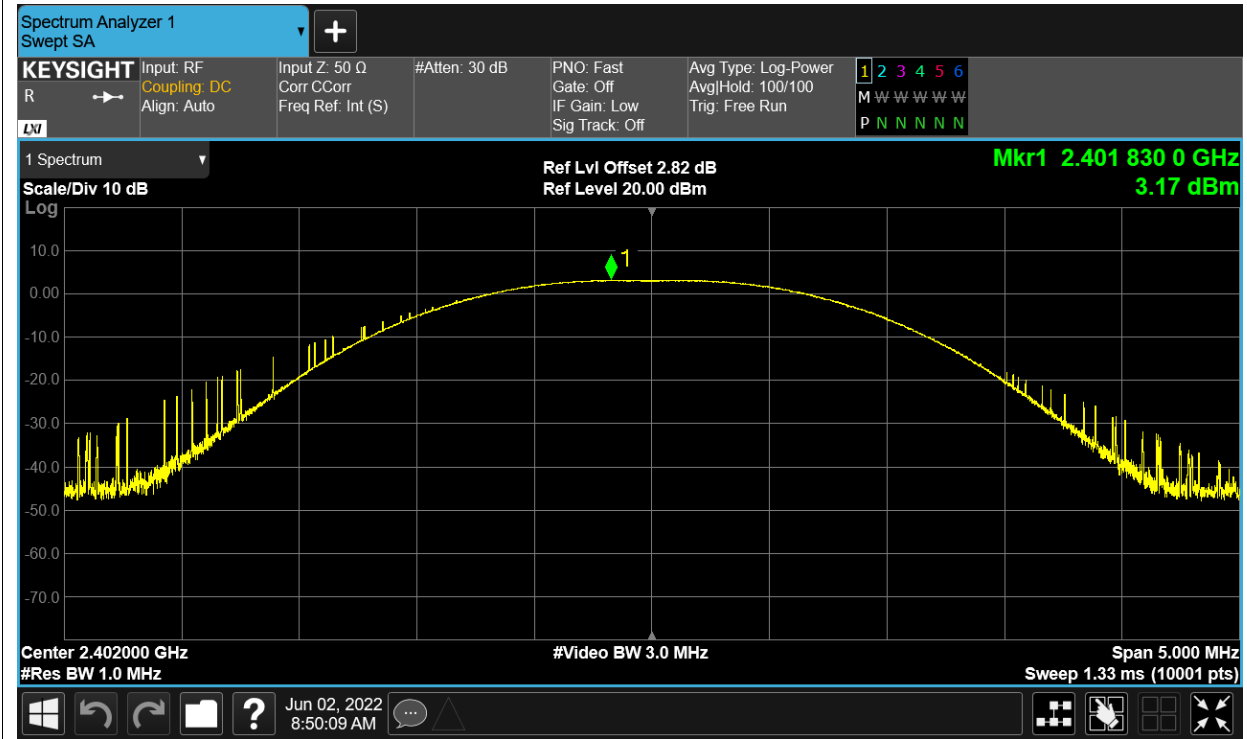 Spectrum Analyzer 1
Swept SA
KEYSIGHT
R
LXI
Input: RF
Coupling: DC
Align: Auto
Input Z: 50 Ω
Corr CCorr
Freq Ref: Int (S)
#Atten: 30 dB
PNO: Fast
Gate: Off
IF Gain: Low
Sig Track: Off
Avg Type: Log-Power
Avg|Hold: 100/100
Trig: Free Run
1 2 3 4 5 6
M W W W W W W
P N N N N N N
1 Spectrum
Scale/Div 10 dB
Ref Lvl Offset 2.82 dB
Ref Level 20.00 dBm
Mkr1 2.401 830 0 GHz
3.17 dBm
Log
10.0
1
0.00
-10.0
-20.0
-30.0
-40.0
-50.0
-60.0
-70.0
Center 2.402000 GHz
#Video BW 3.0 MHz
Span 5.000 MHz
#Res BW 1.0 MHz
Sweep 1.33 ms (10001 pts)
?
Jun 02, 2022
8:50:09 AM